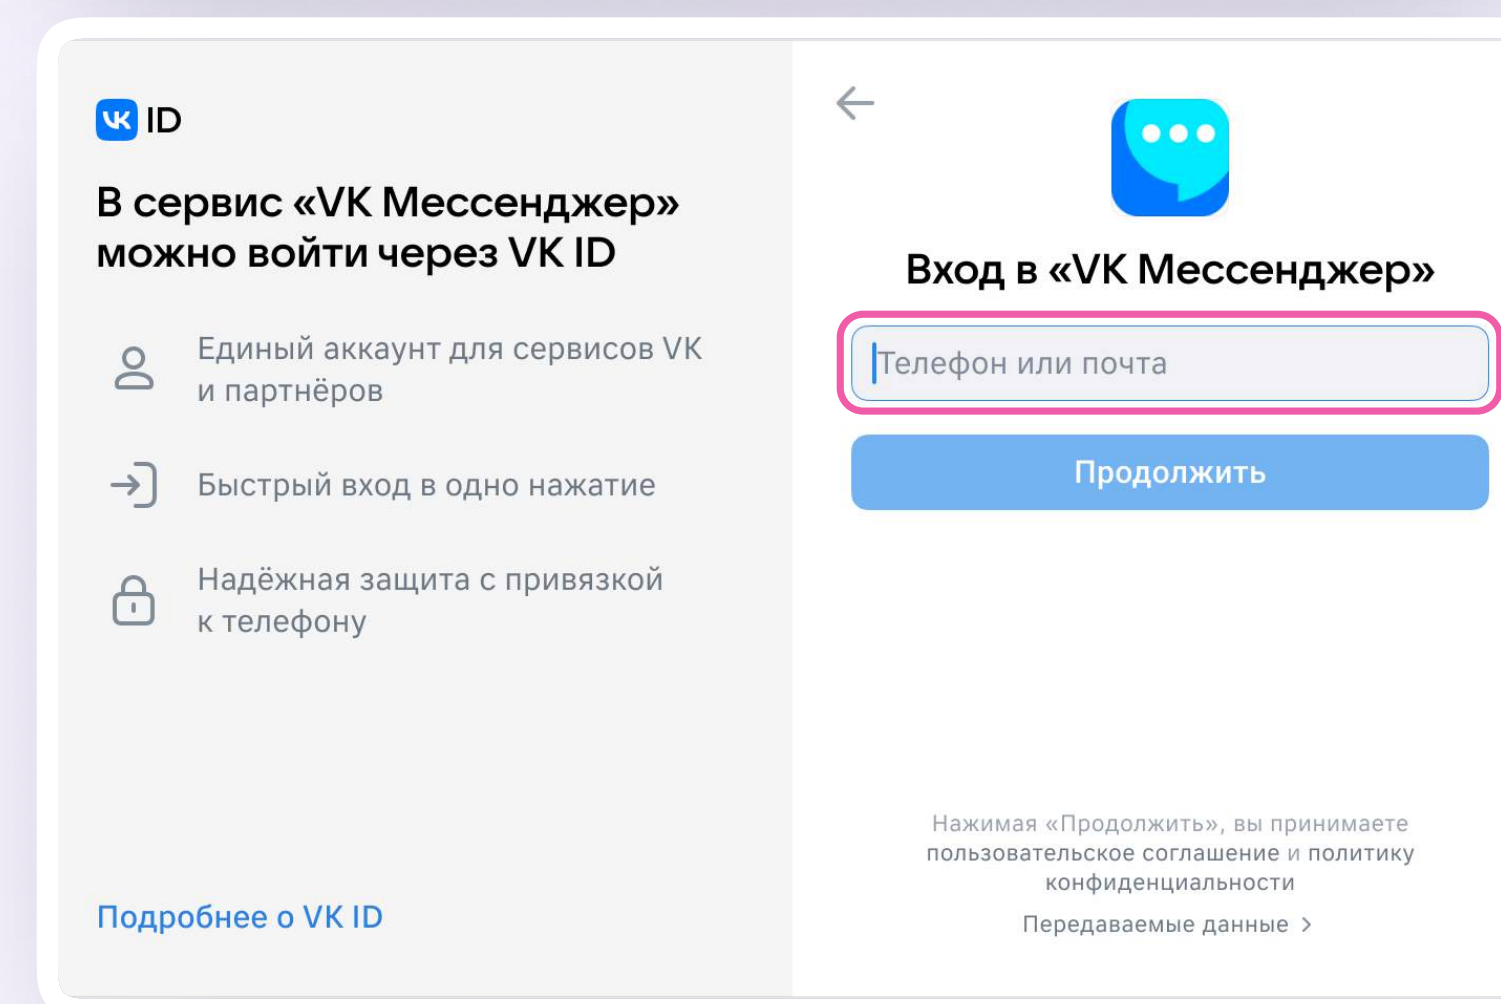 VK ID
В сервис «VK Мессенджер»
можно войти через VK ID
Единый аккаунт для сервисов VK
и партнёров
Быстрый вход в одно нажатие
Надёжная защита с привязкой
к телефону
Подробнее о VK ID
Вход в «VK Мессенджер»
Телефон или почта
Продолжить
Нажимая «Продолжить», вы принимаете
пользовательское соглашение и политику
конфиденциальности
Передаваемые данные >